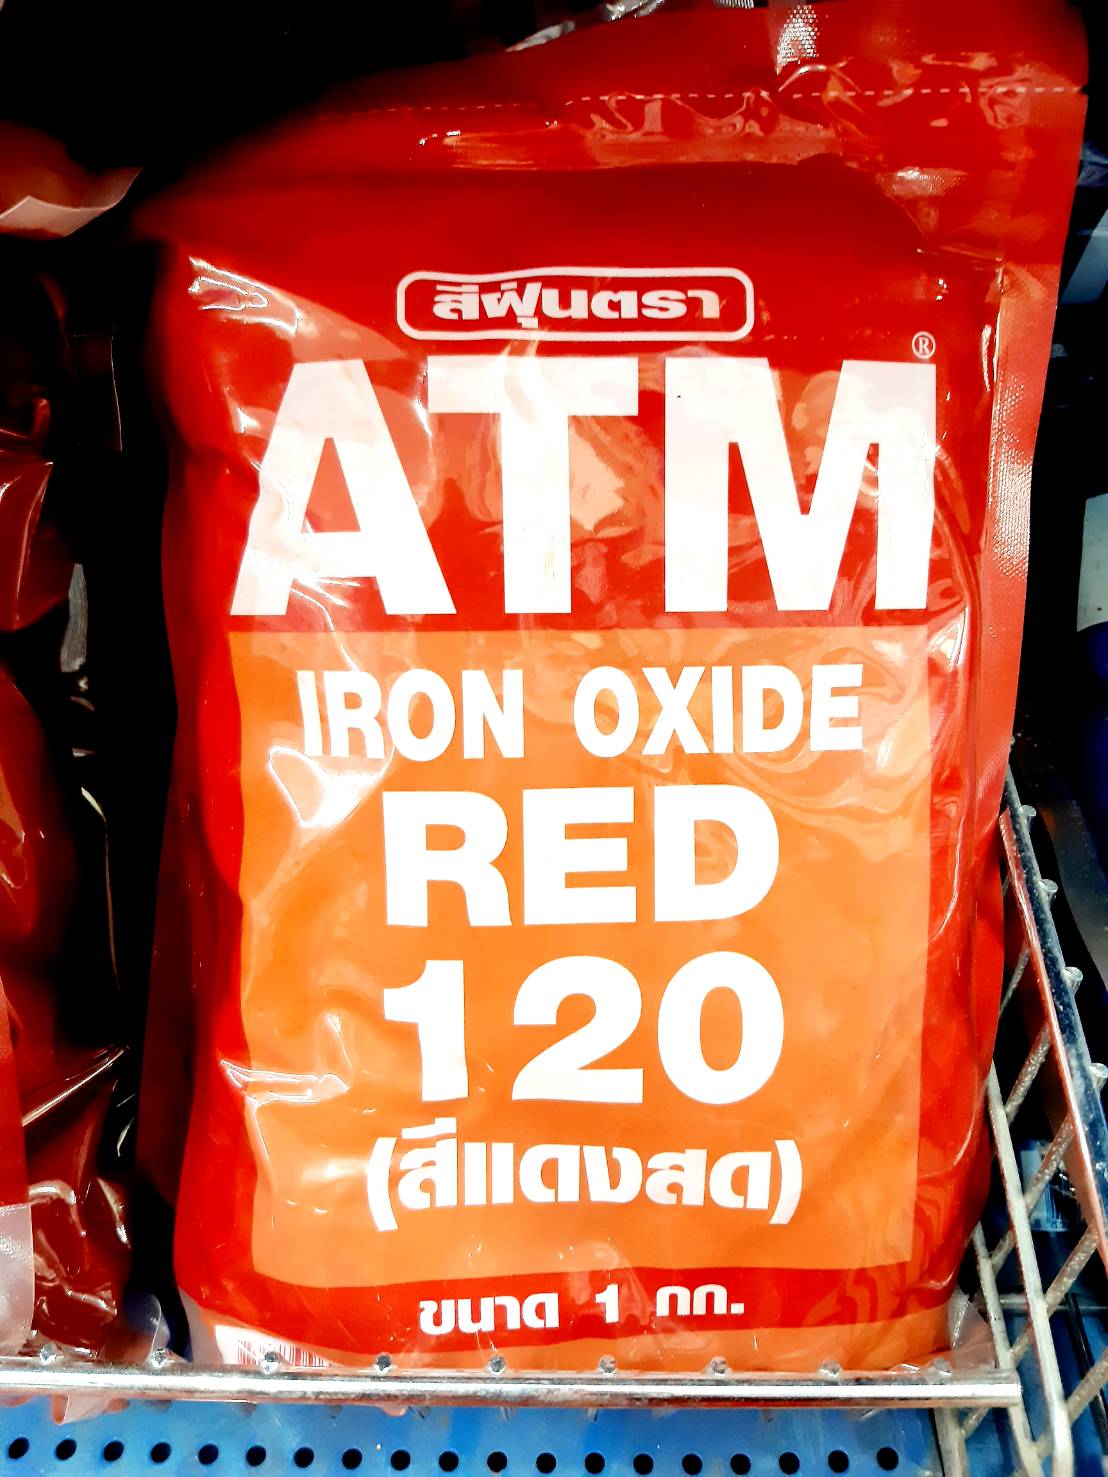 สีฝุ่นตรา
ATM®
IRON OXIDE
RED
120
(สีแดงสด)
ขนาด 1 กก.